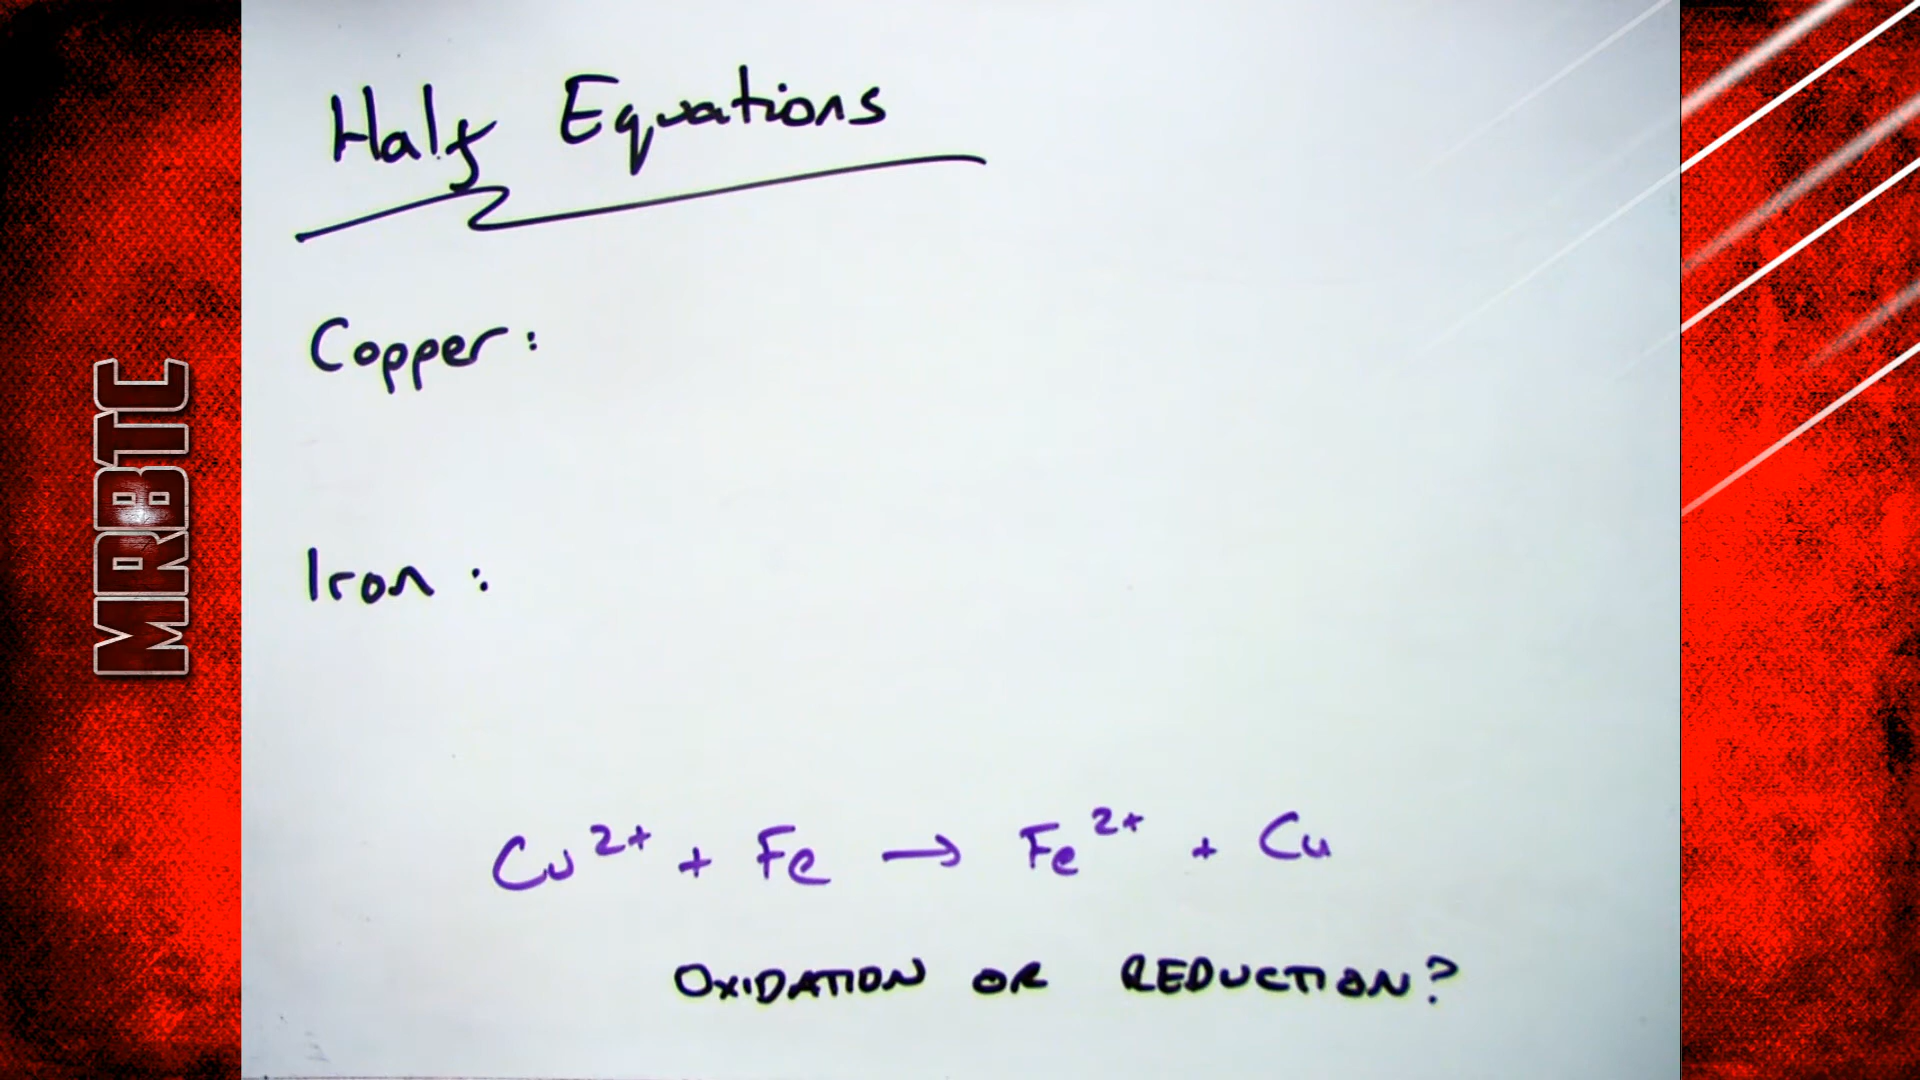 Half Equations
Copper:
Iron:
Cu²⁺ + Fe → Fe²⁺ + Cu
OXIDATION OR REDUCTION?
MRBTC